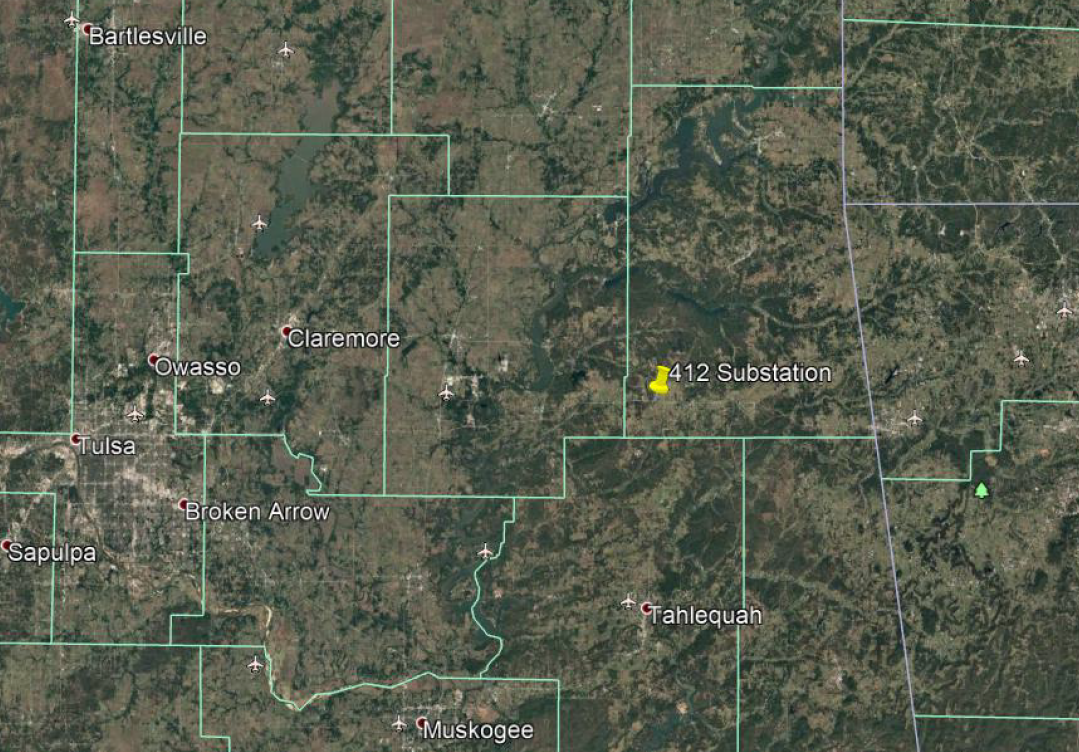 Bartlesville
Claremore
Owasso
412 Substation
Tulsa
Broken Arrow
Sapulpa
Tahlequah
Muskogee